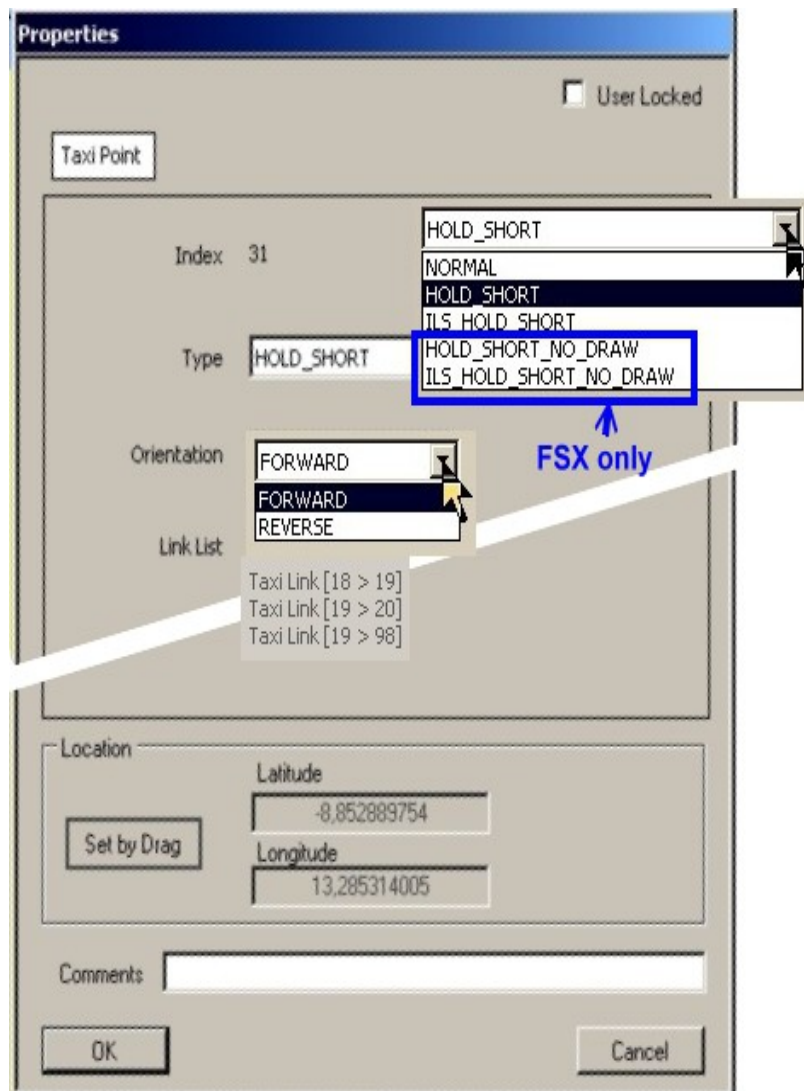 Properties
User Locked
Taxi Point
HOLD_SHORT
Index 31
NORMAL
HOLD_SHORT
ILS_HOLD_SHORT
Type HOLD_SHORT
HOLD_SHORT_NO_DRAW
ILS_HOLD_SHORT_NO_DRAW
FSX only
Orientation FORWARD
FORWARD
REVERSE
Link List
Taxi Link [18 > 19]
Taxi Link [19 > 20]
Taxi Link [19 > 98]
Location
Latitude
-8,852889754
Set by Drag
Longitude
13,285314005
Comments
OK Cancel